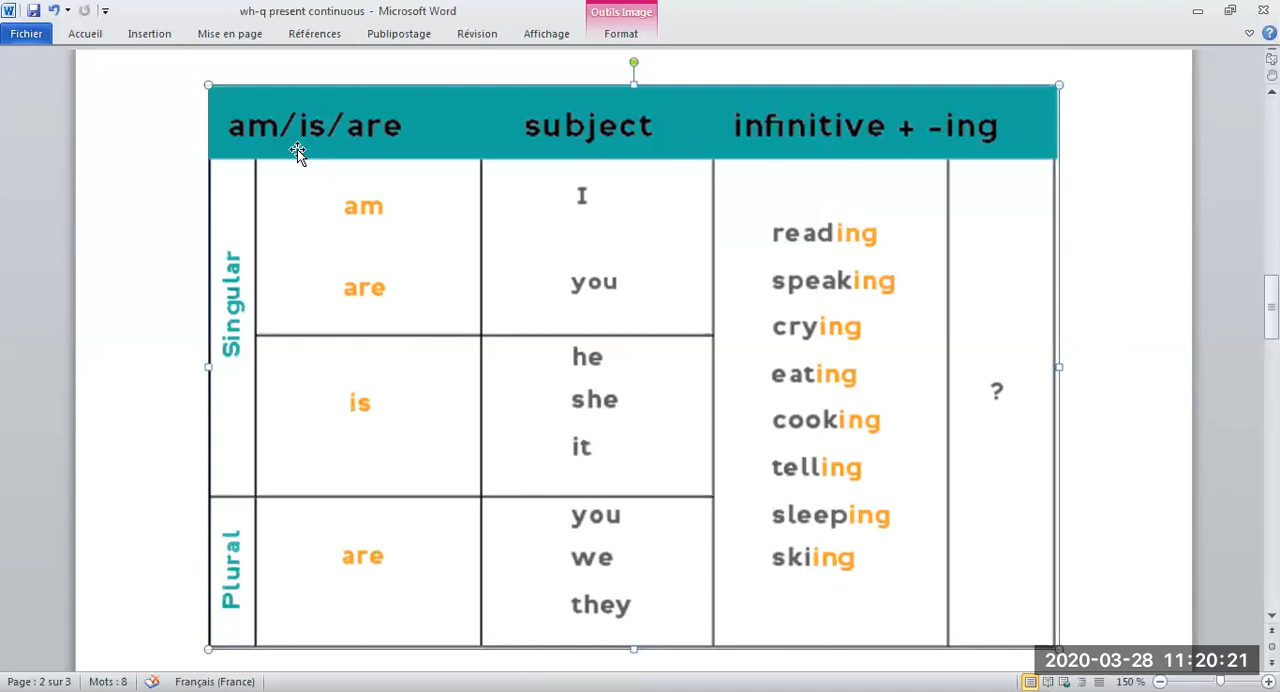 wh-q present continuous - Microsoft Word
Outils Image
Fichier Accueil Insertion Mise en page Références Publipostage Révision Affichage Format
am/is/are subject infinitive + -ing
Singular
am I
are you
is
he
she
it
Plural
are
you
we
they
reading
speaking
crying
eating
cooking
telling
sleeping
skiing
?
2020-03-28 11:20:21
Page : 2 sur 3 Mots : 8 Français (France) 150 %